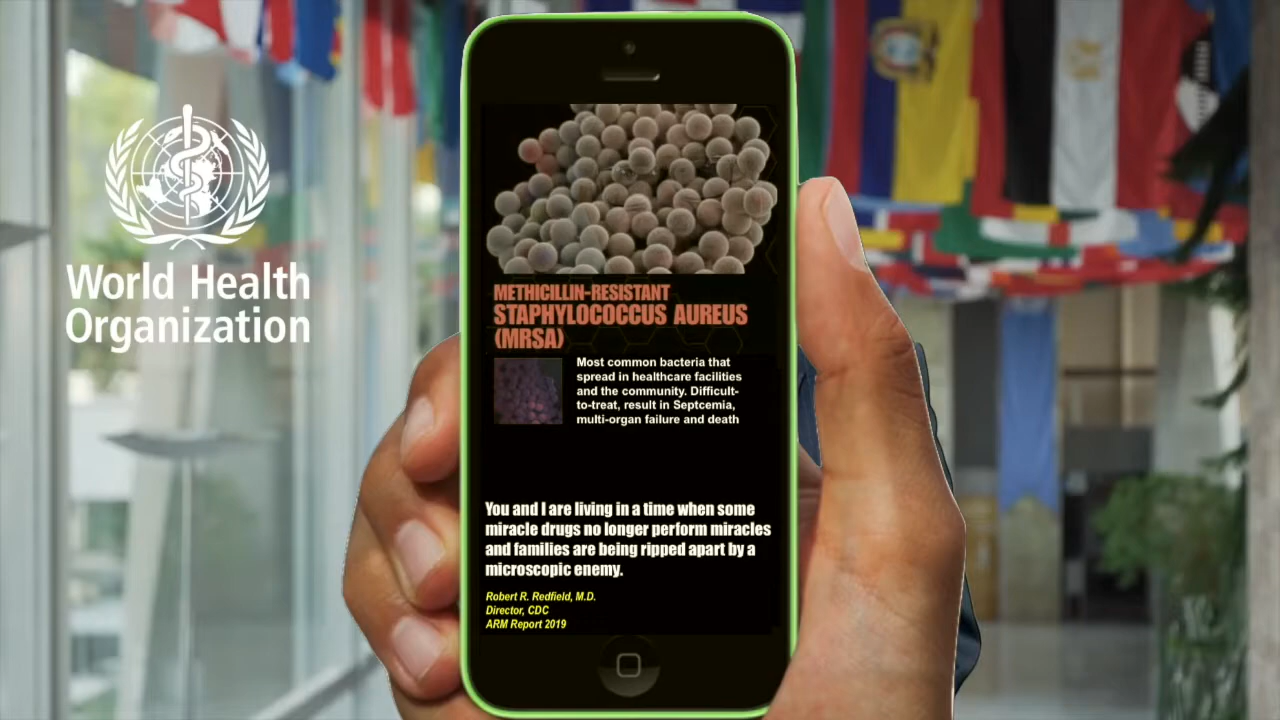 World Health
Organization
METHICILLIN-RESISTANT
STAPHYLOCOCCUS AUREUS
(MRSA)
Most common bacteria that
spread in healthcare facilities
and the community. Difficult-
to-treat, result in Septcemia,
multi-organ failure and death
You and I are living in a time when some
miracle drugs no longer perform miracles
and families are being ripped apart by a
microscopic enemy.
Robert R. Redfield, M.D.
Director, CDC
ARM Report 2019